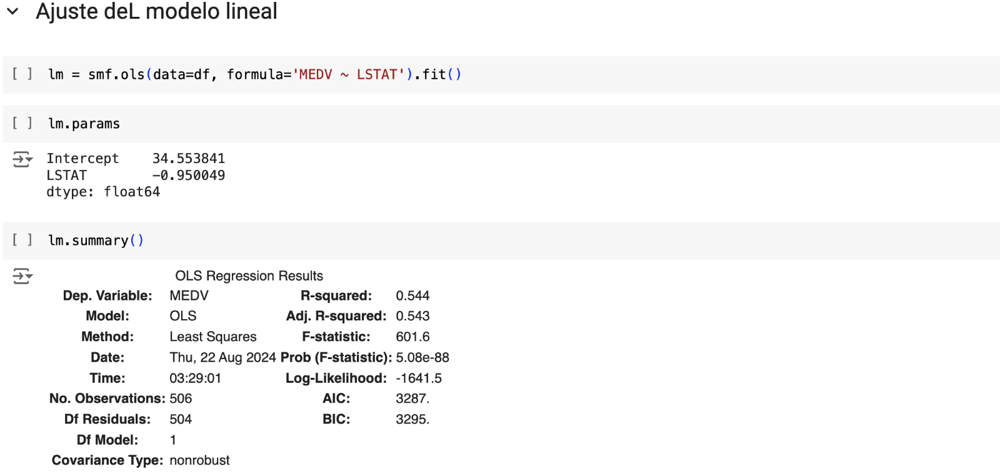 Ajuste deL modelo lineal
[ ] lm = smf.ols(data=df, formula='MEDV ~ LSTAT').fit()
[ ] lm.params
Intercept 34.553841
LSTAT -0.950049
dtype: float64
[ ] lm.summary()
OLS Regression Results
Dep. Variable: MEDV R-squared: 0.544
Model: OLS Adj. R-squared: 0.543
Method: Least Squares F-statistic: 601.6
Date: Thu, 22 Aug 2024 Prob (F-statistic): 5.08e-88
Time: 03:29:01 Log-Likelihood: -1641.5
No. Observations: 506 AIC: 3287.
Df Residuals: 504 BIC: 3295.
Df Model: 1
Covariance Type: nonrobust